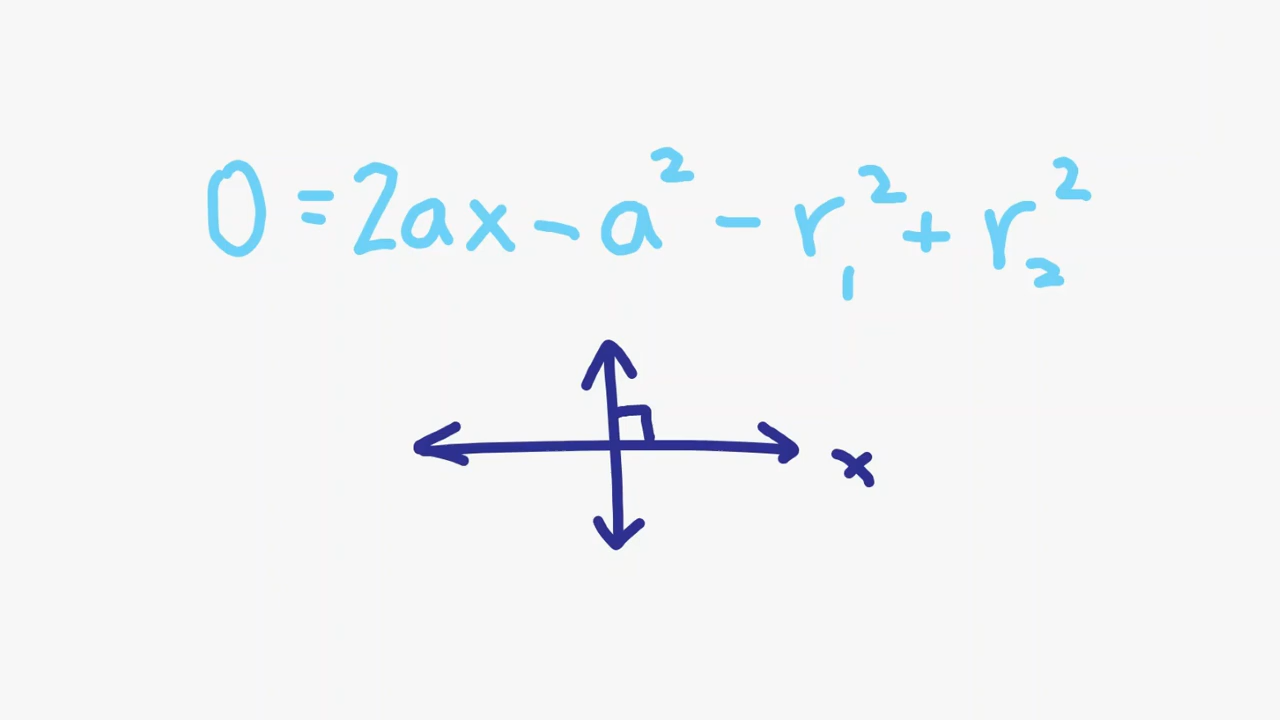 0 = 2ax - a² - r₁² + r₂²
x